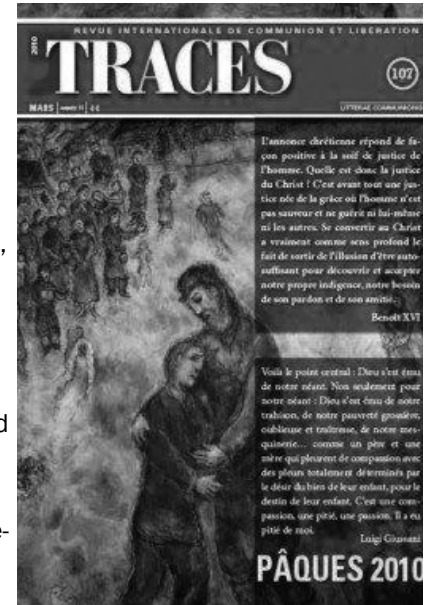 REVUE INTERNATIONALE DE COMMUNION ET LIBÉRATION
2010
TRACES
107
MARS
LITTERAE COMMUNIONIS
L'annonce chrétienne répond de fa-
çon positive à la soif de justice de
l'homme. Quelle est donc la justice
du Christ ! C'est avant tout une jus-
tice née de la grâce où l'homme n'est
pas sauveur et ne guérit ni lui-même
ni les autres. Se convertir au Christ
a vraiment comme sens profond le
fait de sortir de l'illusion d'être auto-
suffisant pour découvrir et accepter
notre propre indigence, notre besoin
de son pardon et de son amitié.
Benoît XVI
Voilà le point central : Dieu s'est ému
de notre néant. Non seulement pour
notre néant : Dieu s'est ému de notre
trahison, de notre pauvreté grossière,
oublieuse et traîtresse, de notre mes-
quinerie... comme un père et une
mère qui pleurent de compassion avec
des pleurs totalement déterminés par
le désir du bien de leur enfant, pour le
destin de leur enfant. C'est une com-
passion, une pitié, une passion. Il a eu
pitié de moi.
Luigi Giussani
PÂQUES 2010